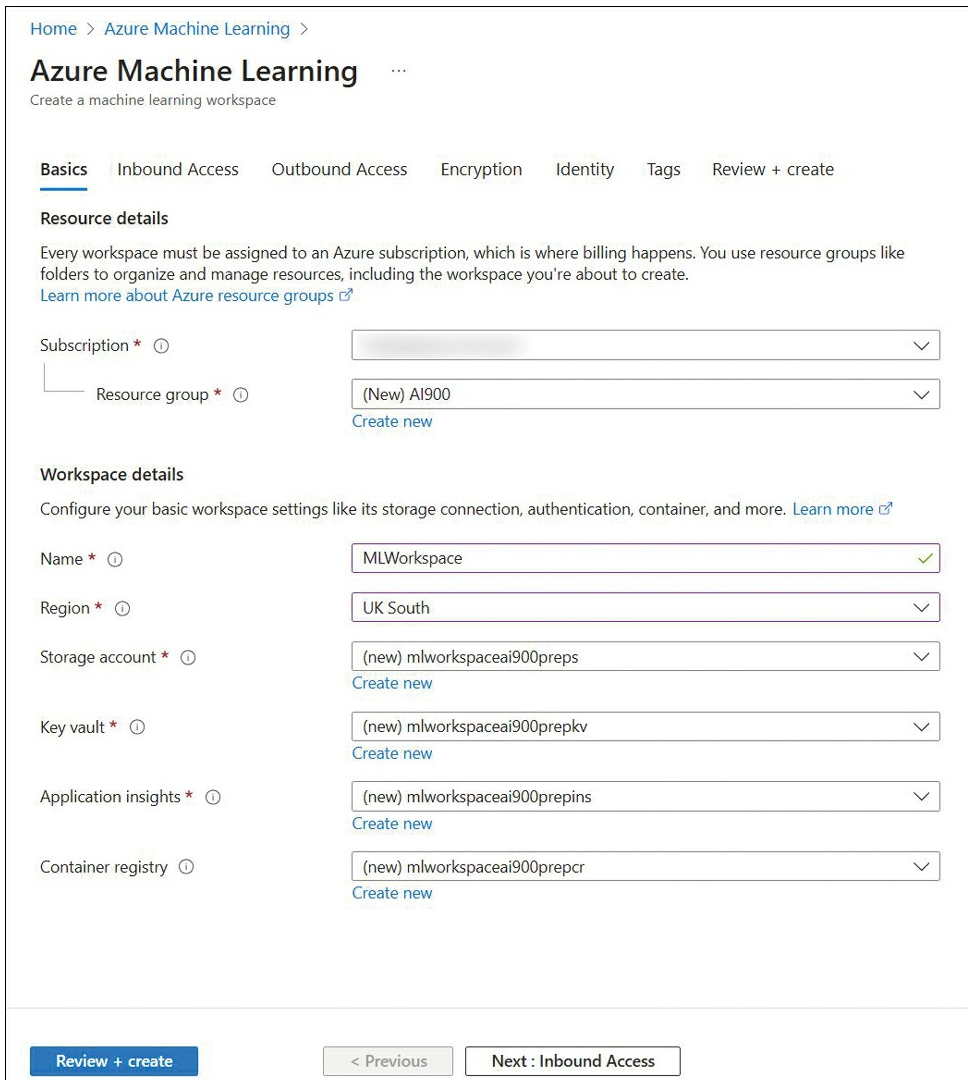 Home > Azure Machine Learning >
Azure Machine Learning ...
Create a machine learning workspace
Basics Inbound Access Outbound Access Encryption Identity Tags Review + create
Resource details
Every workspace must be assigned to an Azure subscription, which is where billing happens. You use resource groups like
folders to organize and manage resources, including the workspace you're about to create.
Learn more about Azure resource groups
Subscription *
Resource group * (New) AI900
Create new
Workspace details
Configure your basic workspace settings like its storage connection, authentication, container, and more. Learn more
Name * MLWorkspace
Region * UK South
Storage account * (new) mlworkspaceai900preps
Create new
Key vault * (new) mlworkspaceai900prepkv
Create new
Application insights * (new) mlworkspaceai900prepins
Create new
Container registry (new) mlworkspaceai900prepcr
Create new
Review + create < Previous Next : Inbound Access